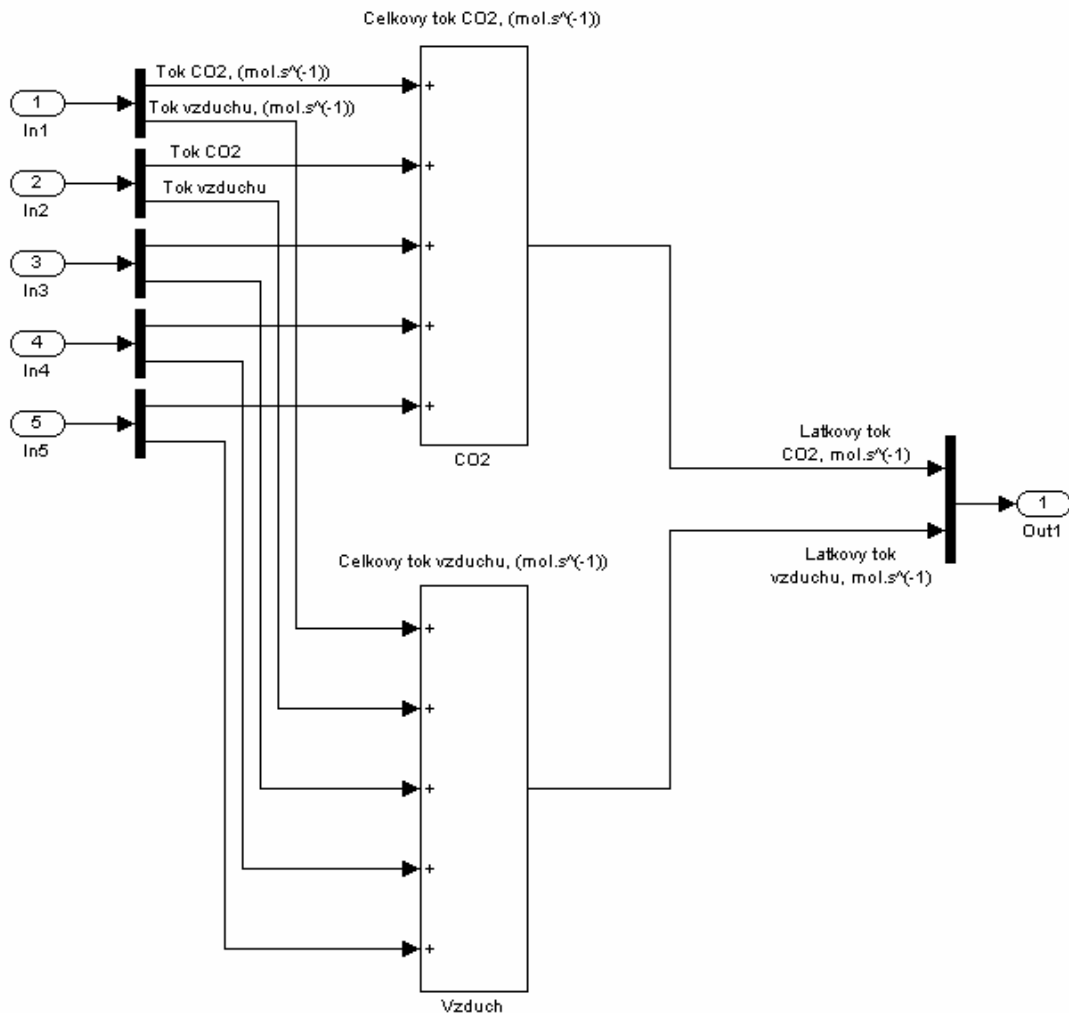 Celkovy tok CO2, (mol.s^(-1))
Tok CO2, (mol.s^(-1))
1
In1
Tok vzduchu, (mol.s^(-1))
Tok CO2
2
In2
Tok vzduchu
3
In3
4
In4
5
In5
+
+
+
+
+
CO2
Latkovy tok
CO2, mol.s^(-1)
1
Out1
Latkovy tok
vzduchu, mol.s^(-1)
Celkovy tok vzduchu, (mol.s^(-1))
+
+
+
+
+
Vzduch